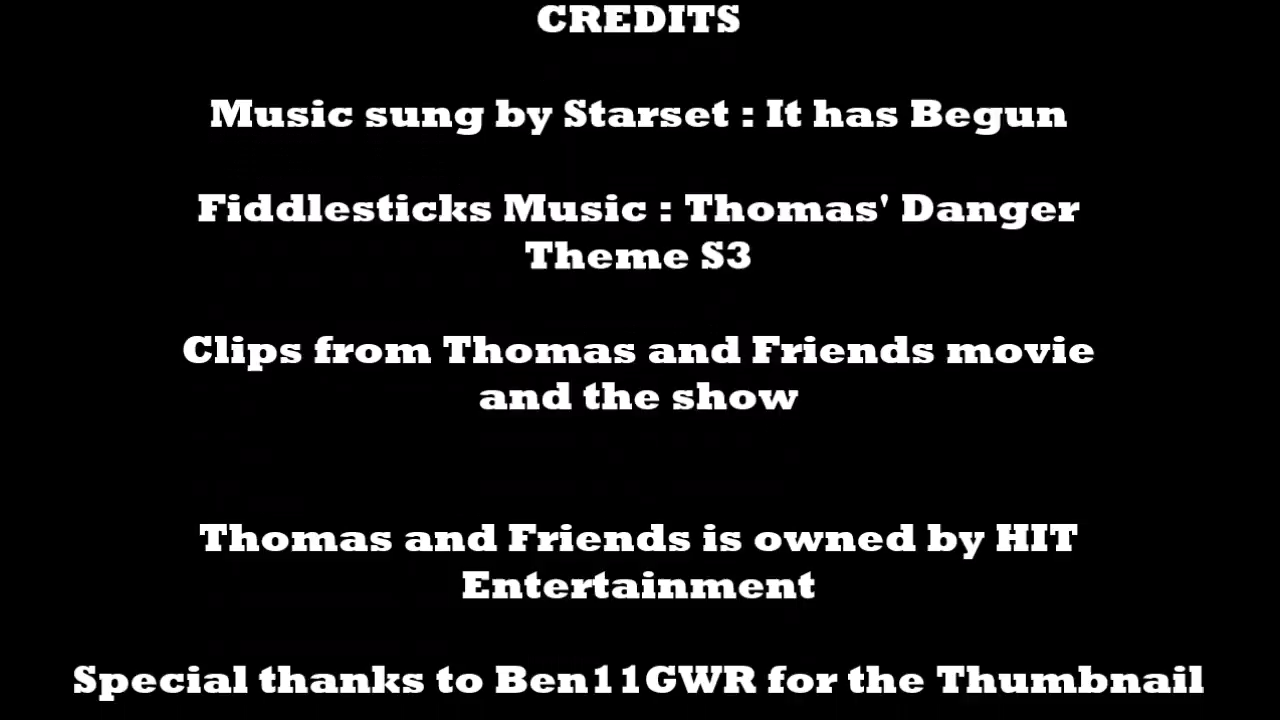 CREDITS
Music sung by Starset : It has Begun
Fiddlesticks Music : Thomas' Danger
Theme S3
Clips from Thomas and Friends movie
and the show
Thomas and Friends is owned by HIT
Entertainment
Special thanks to Ben11GWR for the Thumbnail